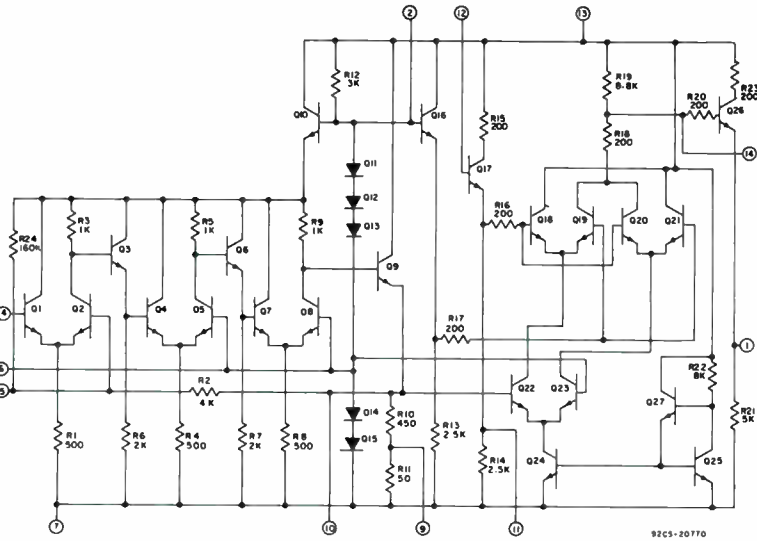 2
12
13
R12
3K
Q10
Q16
R15
200
R19
8.8K
R20
200
R23
200
Q26
Q11
Q12
Q13
Q17
R18
200
14
R3
1K
Q3
R5
1K
Q6
R9
1K
R24
160
Q9
R16
200
Q18
Q19
Q20
Q21
4
Q1
Q2
Q4
Q5
Q7
Q8
R17
200
1
6
5
R2
4K
Q22
Q23
R22
8K
Q27
Q14
Q15
R10
450
R13
2.5K
R21
5K
R1
500
R6
2K
R4
500
R7
2K
R8
500
R11
50
R14
2.5K
Q24
Q25
7
10
9
11
92CS-20770